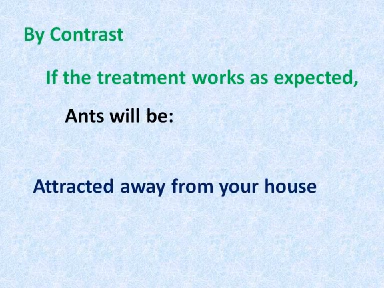 By Contrast
If the treatment works as expected,
Ants will be:
Attracted away from your house